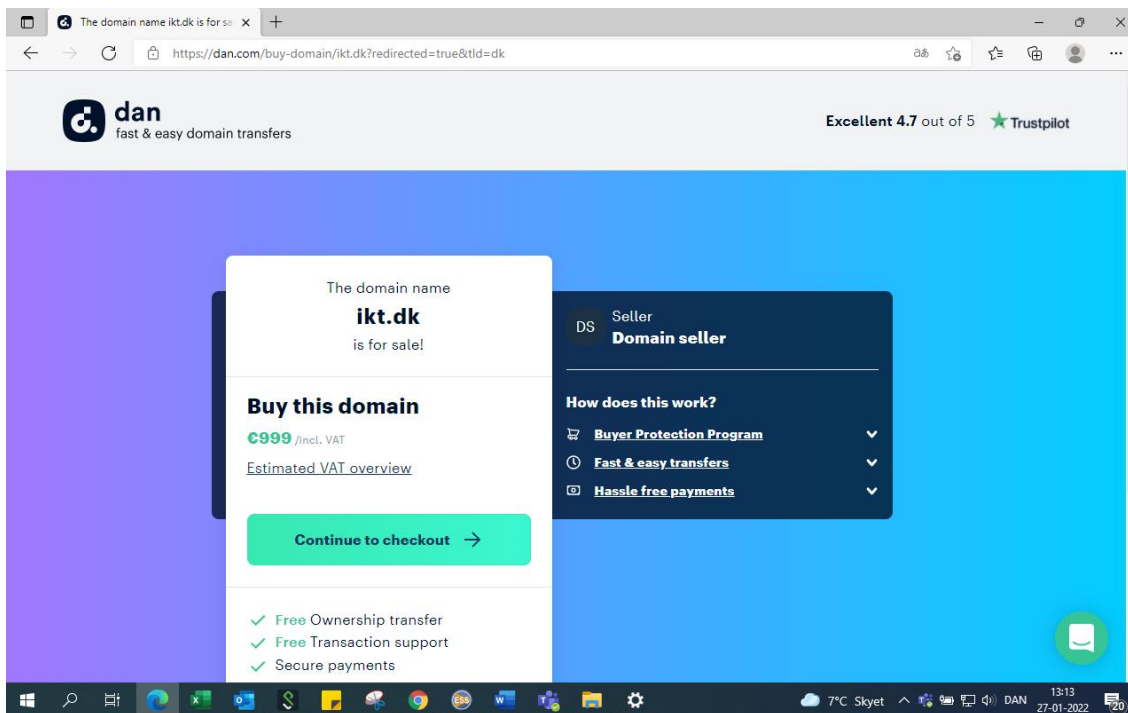 The domain name ikt.dk is for sa
https://dan.com/buy-domain/ikt.dk?redirected=true&tld=dk
dan
fast & easy domain transfers
Excellent 4.7 out of 5 Trustpilot
The domain name
ikt.dk
is for sale!
Buy this domain
€999 /incl. VAT
Estimated VAT overview
Continue to checkout
Free Ownership transfer
Free Transaction support
Secure payments
DS
Seller
Domain seller
How does this work?
Buyer Protection Program
Fast & easy transfers
Hassle free payments
ESS
7°C Skyet
DAN
13:13
27-01-2022
20